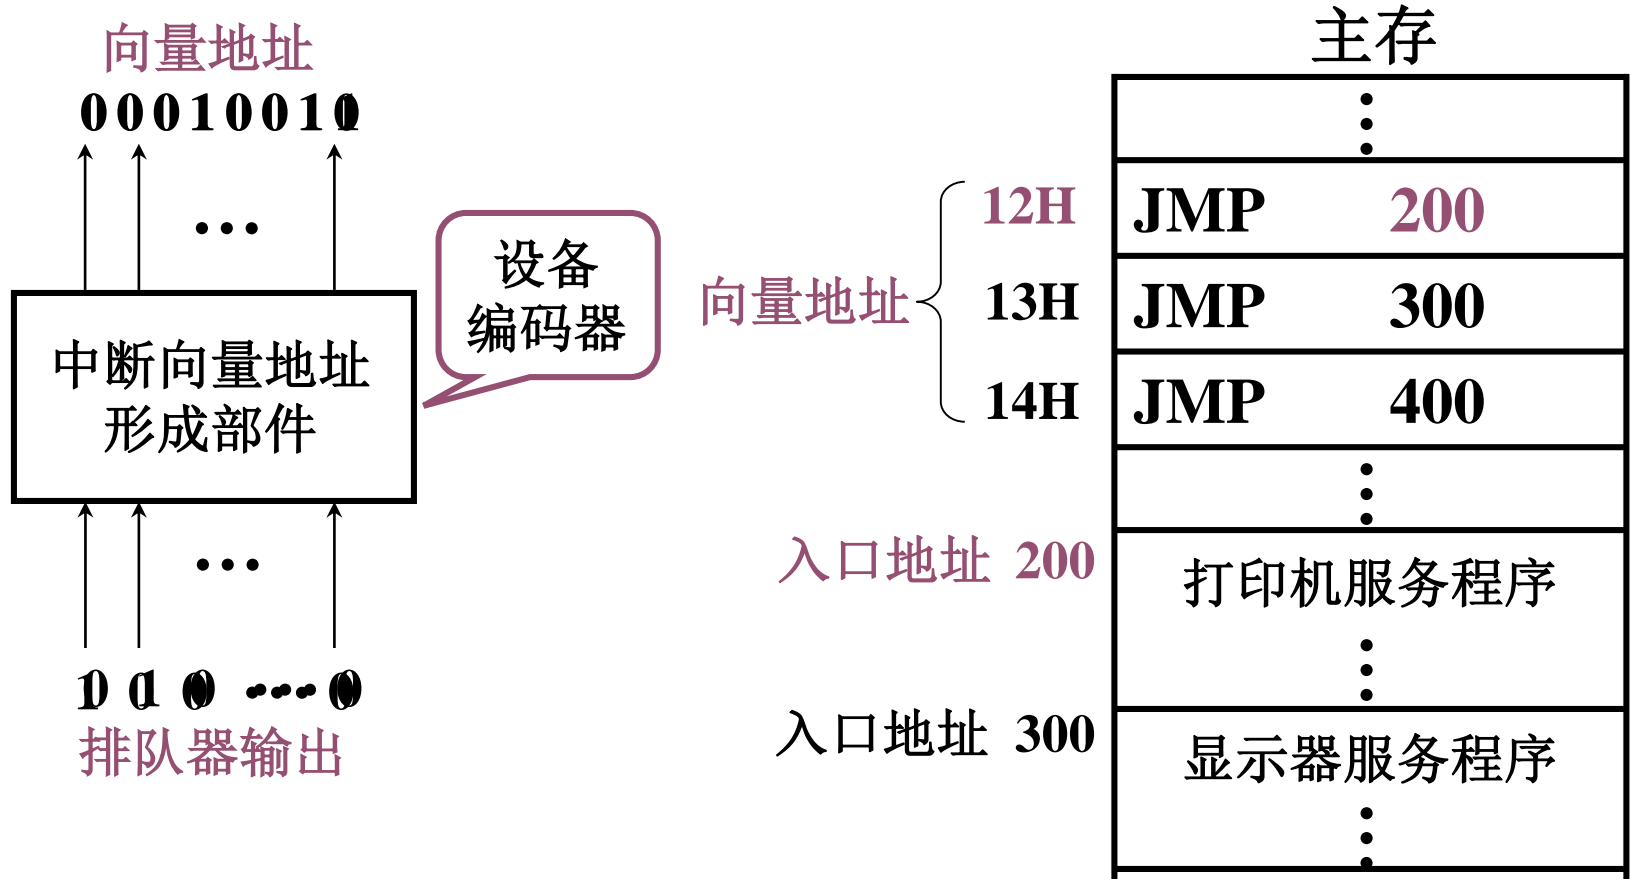 向量地址
0001001
设备
编码器
中断向量地址
形成部件
排队器输出
主存
向量地址
12H JMP 200
13H JMP 300
14H JMP 400
入口地址 200 打印机服务程序
入口地址 300 显示器服务程序